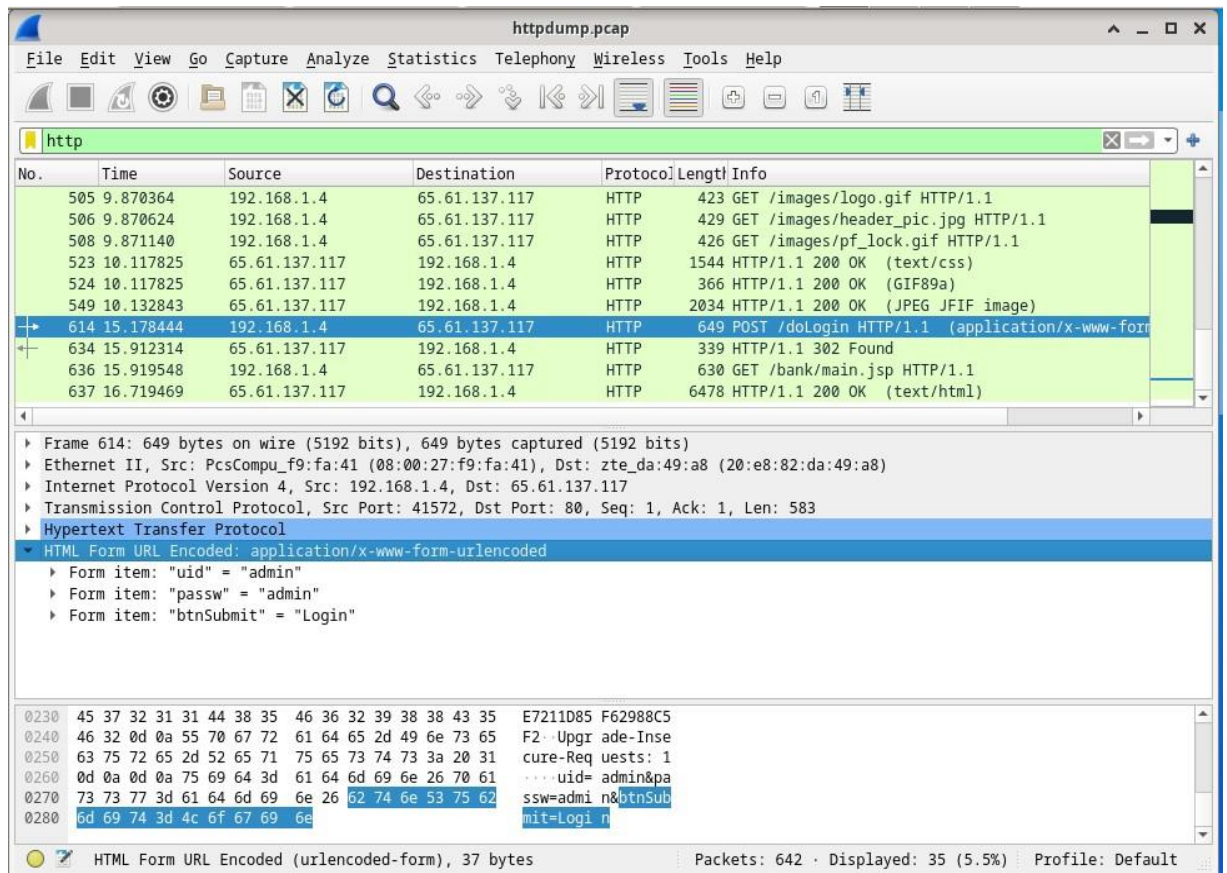 httpdump.pcap
File Edit View Go Capture Analyze Statistics Telephony Wireless Tools Help
http
No. Time Source Destination Protocol Length Info
505 9.870364 192.168.1.4 65.61.137.117 HTTP 423 GET /images/logo.gif HTTP/1.1
506 9.870624 192.168.1.4 65.61.137.117 HTTP 429 GET /images/header_pic.jpg HTTP/1.1
508 9.871140 192.168.1.4 65.61.137.117 HTTP 426 GET /images/pf_lock.gif HTTP/1.1
523 10.117825 65.61.137.117 192.168.1.4 HTTP 1544 HTTP/1.1 200 OK (text/css)
524 10.117825 65.61.137.117 192.168.1.4 HTTP 366 HTTP/1.1 200 OK (GIF89a)
549 10.132843 65.61.137.117 192.168.1.4 HTTP 2034 HTTP/1.1 200 OK (JPEG JFIF image)
614 15.178444 192.168.1.4 65.61.137.117 HTTP 649 POST /doLogin HTTP/1.1 (application/x-www-form
634 15.912314 65.61.137.117 192.168.1.4 HTTP 339 HTTP/1.1 302 Found
636 15.919548 192.168.1.4 65.61.137.117 HTTP 630 GET /bank/main.jsp HTTP/1.1
637 16.719469 65.61.137.117 192.168.1.4 HTTP 6478 HTTP/1.1 200 OK (text/html)
Frame 614: 649 bytes on wire (5192 bits), 649 bytes captured (5192 bits)
Ethernet II, Src: PcsCompu_f9:fa:41 (08:00:27:f9:fa:41), Dst: zte_da:49:a8 (20:e8:82:da:49:a8)
Internet Protocol Version 4, Src: 192.168.1.4, Dst: 65.61.137.117
Transmission Control Protocol, Src Port: 41572, Dst Port: 80, Seq: 1, Ack: 1, Len: 583
Hypertext Transfer Protocol
HTML Form URL Encoded: application/x-www-form-urlencoded
Form item: "uid" = "admin"
Form item: "passw" = "admin"
Form item: "btnSubmit" = "Login"
0230 45 37 32 31 31 44 38 35 46 36 32 39 38 38 43 35 E7211D85 F62988C5
0240 46 32 0d 0a 55 70 67 72 61 64 65 2d 49 6e 73 65 F2··Upgr ade-Inse
0250 63 75 72 65 2d 52 65 71 75 65 73 74 73 3a 20 31 cure-Req uests: 1
0260 0d 0a 0d 0a 75 69 64 3d 61 64 6d 69 6e 26 70 61 ····uid= admin&pa
0270 73 73 77 3d 61 64 6d 69 6e 26 62 74 6e 53 75 62 ssw=admi n&btnSub
0280 6d 69 74 3d 4c 6f 67 69 6e mit=Logi n
HTML Form URL Encoded (urlencoded-form), 37 bytes Packets: 642 · Displayed: 35 (5.5%) Profile: Default